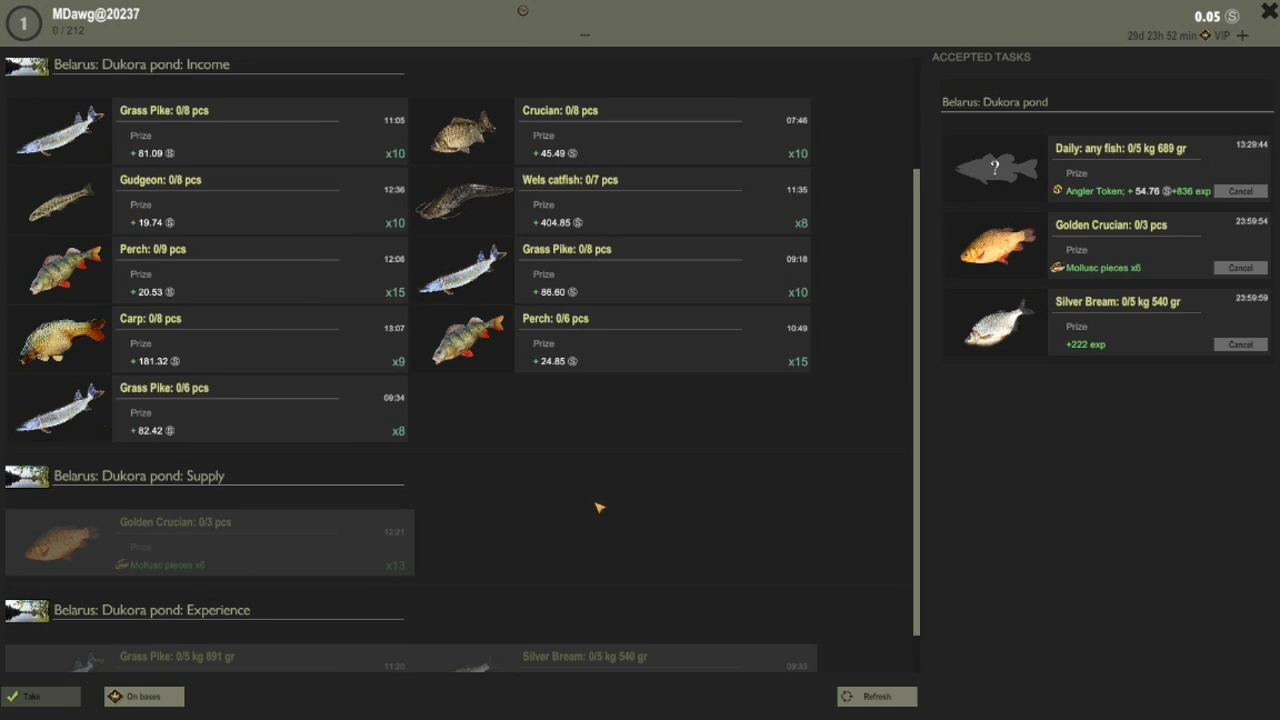 1
MDawg@20237
0 / 212
...
0.05 S
29d 23h 52 min VIP +
Belarus: Dukora pond: Income
Grass Pike: 0/8 pcs
Prize
+ 81.09 S
11:05
x10
Crucian: 0/8 pcs
Prize
+ 45.49 S
07:46
x10
Gudgeon: 0/8 pcs
Prize
+ 19.74 S
12:36
x10
Wels catfish: 0/7 pcs
Prize
+ 404.85 S
11:35
x8
Perch: 0/9 pcs
Prize
+ 20.53 S
12:06
x15
Grass Pike: 0/8 pcs
Prize
+ 86.60 S
09:18
x10
Carp: 0/8 pcs
Prize
+ 181.32 S
13:07
x9
Perch: 0/6 pcs
Prize
+ 24.85 S
10:49
x15
Grass Pike: 0/6 pcs
Prize
+ 82.42 S
09:34
x8
Belarus: Dukora pond: Supply
Golden Crucian: 0/3 pcs
Prize
Mollusc pieces x6
12:21
x13
Belarus: Dukora pond: Experience
Grass Pike: 0/5 kg 891 gr
11:20
Silver Bream: 0/5 kg 540 gr
09:33
Take
On bases
Refresh
ACCEPTED TASKS
Belarus: Dukora pond
Daily: any fish: 0/5 kg 689 gr
13:29:44
Prize
?
Angler Token; + 54.76 S+836 exp
Cancel
Golden Crucian: 0/3 pcs
23:59:54
Prize
Mollusc pieces x6
Cancel
Silver Bream: 0/5 kg 540 gr
23:59:59
Prize
+222 exp
Cancel